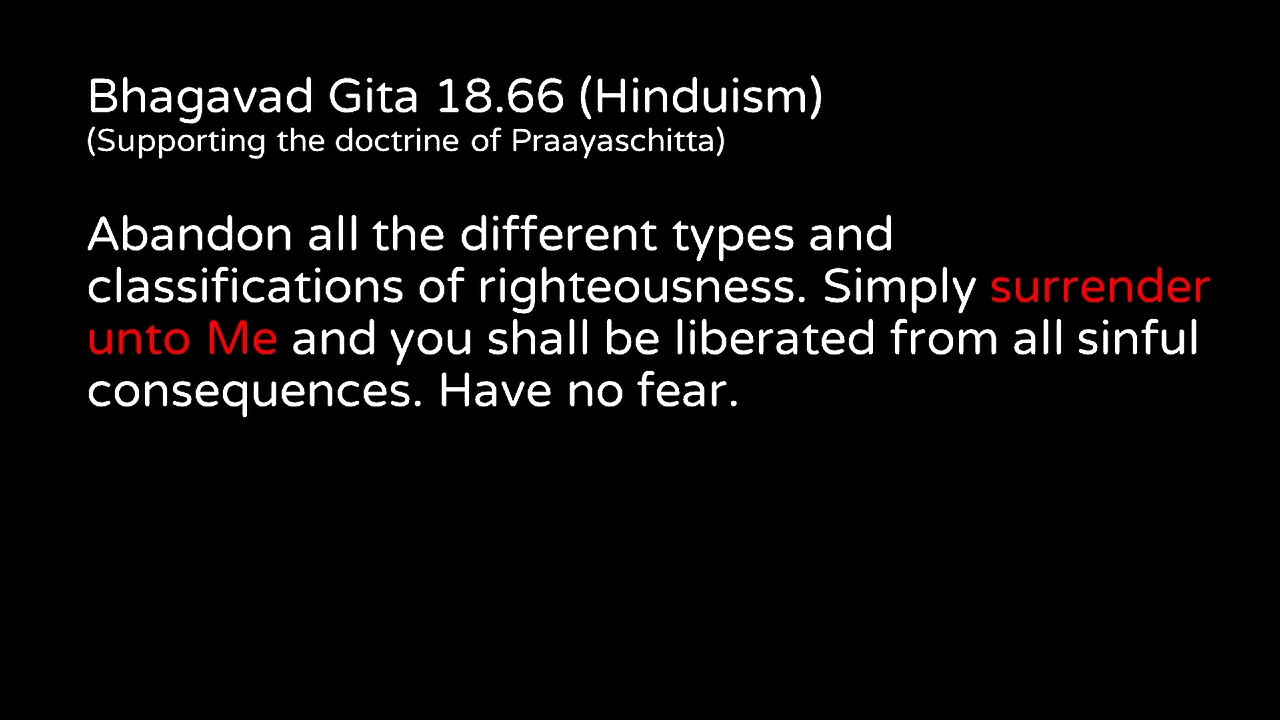 Bhagavad Gita 18.66 (Hinduism)
(Supporting the doctrine of Praayaschitta)
Abandon all the different types and
classifications of righteousness. Simply surrender
unto Me and you shall be liberated from all sinful
consequences. Have no fear.